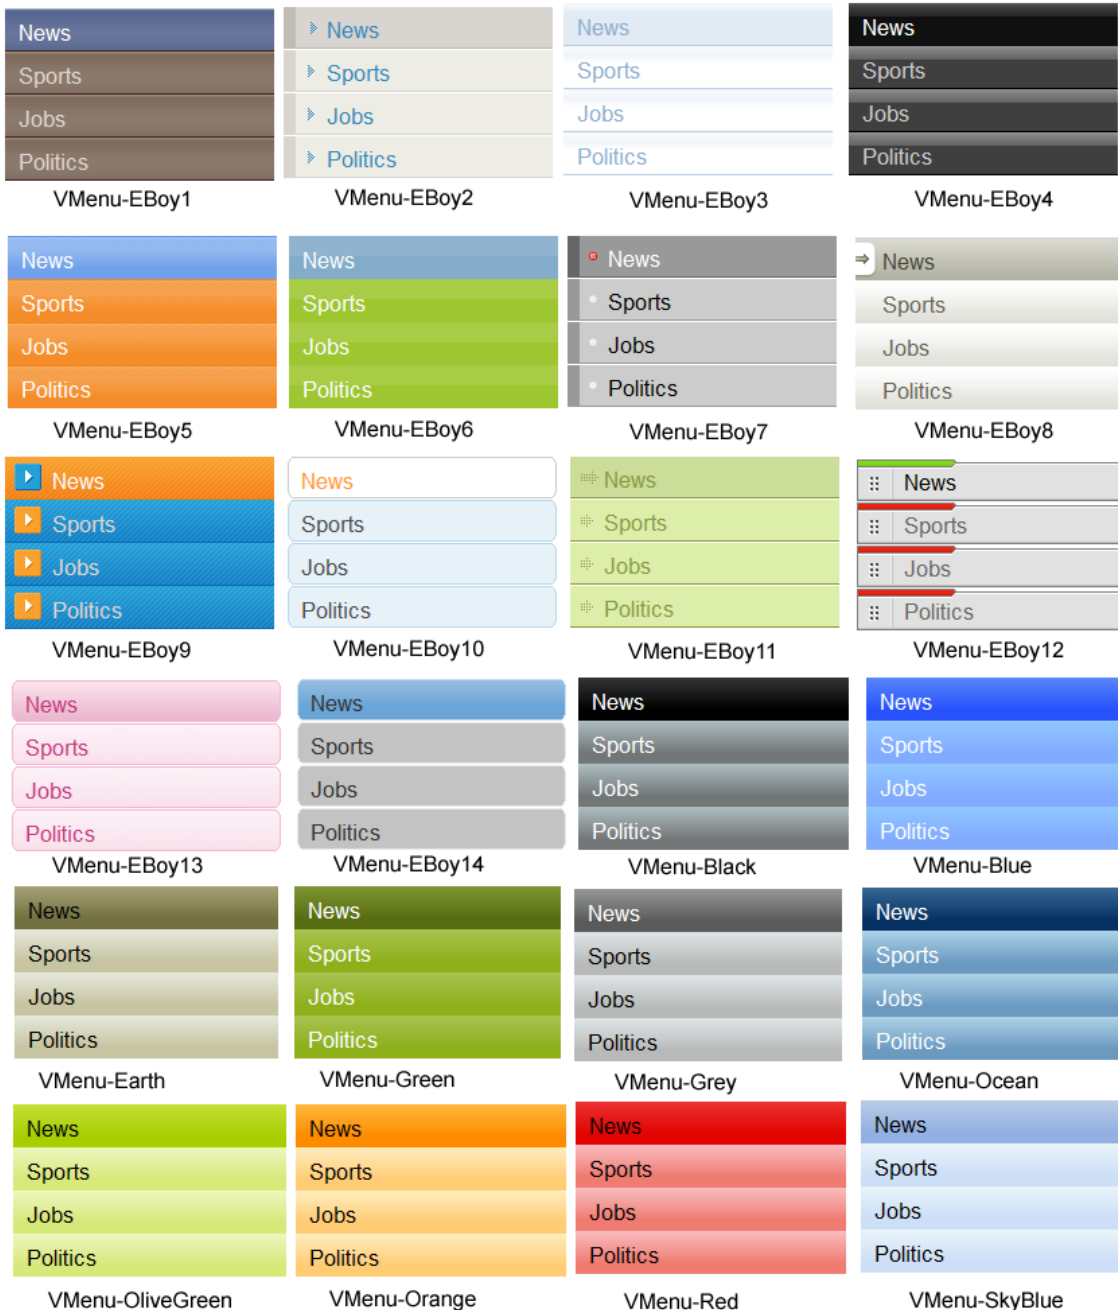 News
Sports
Jobs
Politics
VMenu-EBoy1
News
Sports
Jobs
Politics
VMenu-EBoy2
News
Sports
Jobs
Politics
VMenu-EBoy3
News
Sports
Jobs
Politics
VMenu-EBoy4
News
Sports
Jobs
Politics
VMenu-EBoy5
News
Sports
Jobs
Politics
VMenu-EBoy6
News
Sports
Jobs
Politics
VMenu-EBoy7
News
Sports
Jobs
Politics
VMenu-EBoy8
News
Sports
Jobs
Politics
VMenu-EBoy9
News
Sports
Jobs
Politics
VMenu-EBoy10
News
Sports
Jobs
Politics
VMenu-EBoy11
News
Sports
Jobs
Politics
VMenu-EBoy12
News
Sports
Jobs
Politics
VMenu-EBoy13
News
Sports
Jobs
Politics
VMenu-EBoy14
News
Sports
Jobs
Politics
VMenu-Black
News
Sports
Jobs
Politics
VMenu-Blue
News
Sports
Jobs
Politics
VMenu-Earth
News
Sports
Jobs
Politics
VMenu-Green
News
Sports
Jobs
Politics
VMenu-Grey
News
Sports
Jobs
Politics
VMenu-Ocean
News
Sports
Jobs
Politics
VMenu-OliveGreen
News
Sports
Jobs
Politics
VMenu-Orange
News
Sports
Jobs
Politics
VMenu-Red
News
Sports
Jobs
Politics
VMenu-SkyBlue